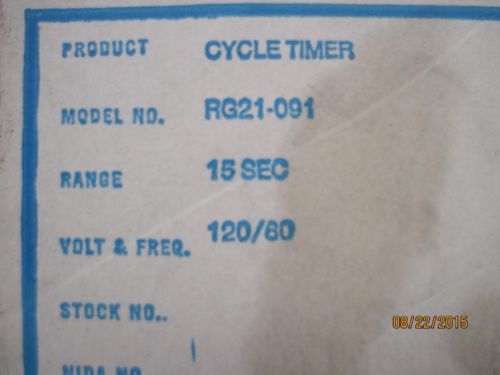 PRODUCT CYCLE TIMER
MODEL NO. RG21-091
RANGE 15 SEC
VOLT & FREQ. 120/60
STOCK NO..
08/22/2015